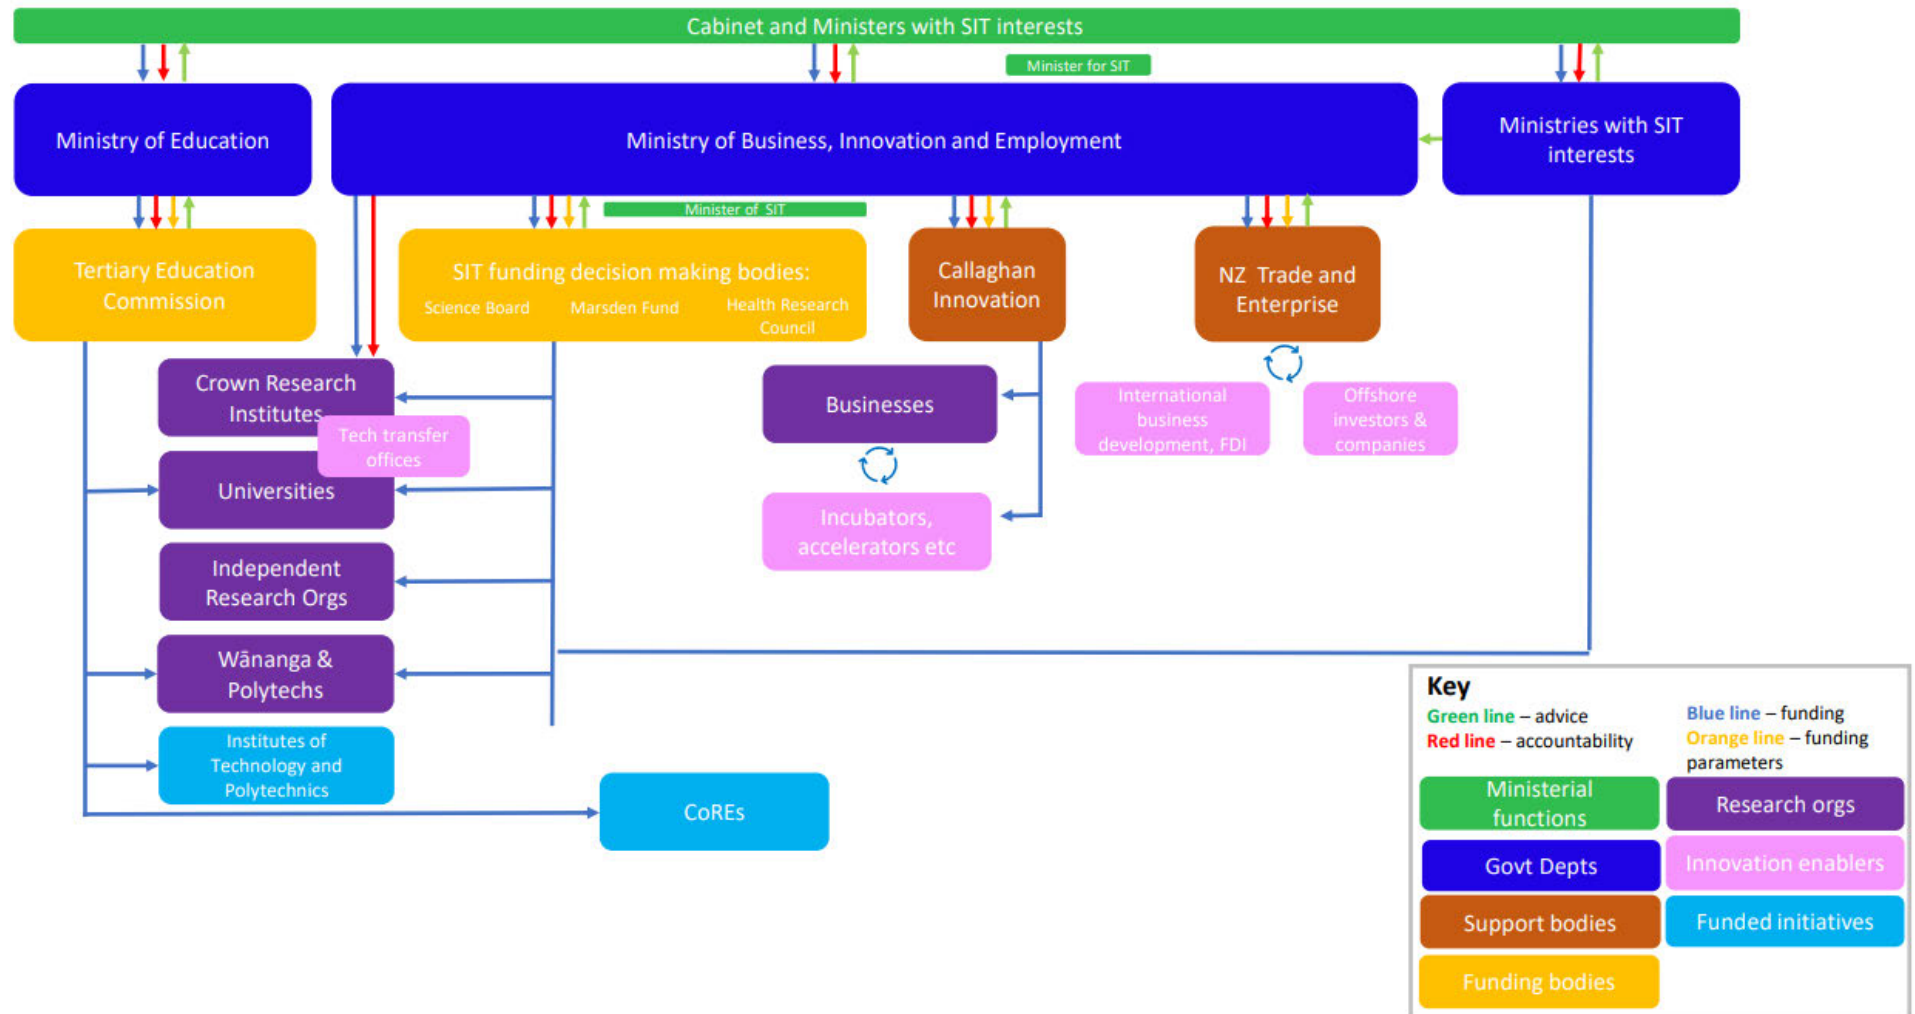 Cabinet and Ministers with SIT interests
Minister for SIT
Ministry of Education
Ministry of Business, Innovation and Employment
Ministries with SIT
interests
Minister of SIT
Tertiary Education
Commission
SIT funding decision making bodies:
Science Board
Marsden Fund
Health Research
Council
Callaghan
Innovation
NZ Trade and
Enterprise
Crown Research
Institutes
Tech transfer
offices
Universities
Independent
Research Orgs
Wānanga &
Polytechs
Institutes of
Technology and
Polytechnics
CoREs
Businesses
Incubators,
accelerators etc
International
business
development, FDI
Offshore
investors &
companies
Key
Green line – advice
Red line – accountability
Blue line – funding
Orange line – funding
parameters
Ministerial
functions
Research orgs
Govt Depts
Innovation enablers
Support bodies
Funded initiatives
Funding bodies